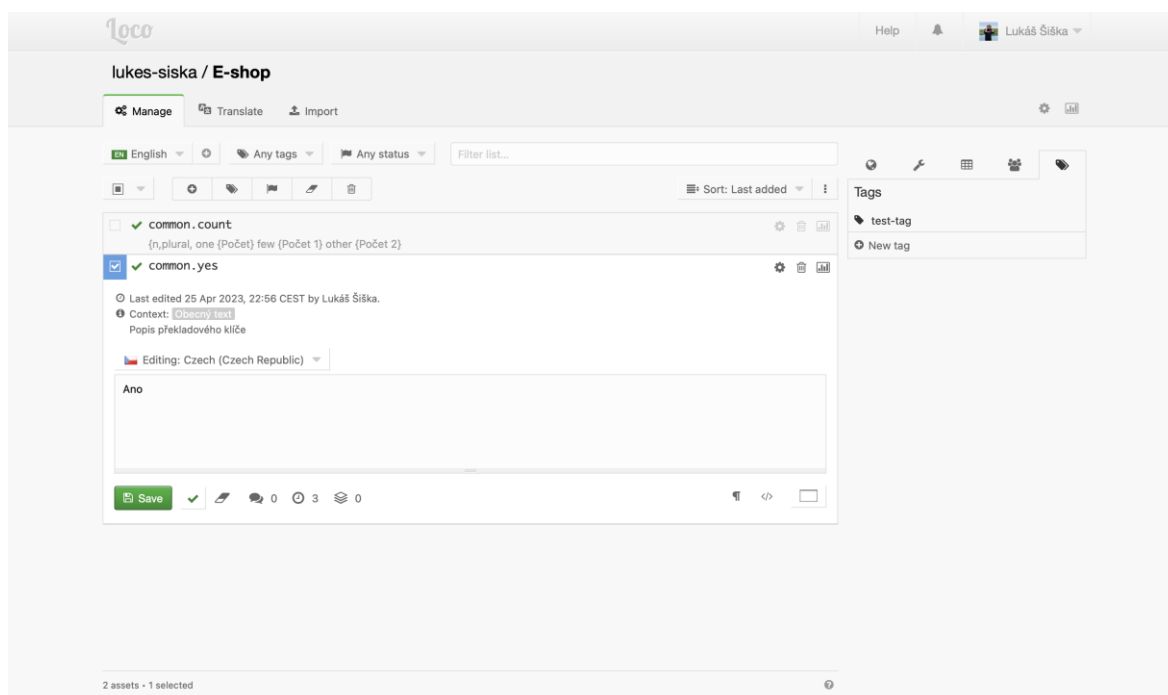 Loco
Help
Lukáš Šiška
lukes-siska / E-shop
Manage
Translate
Import
EN English
Any tags
Any status
Filter list...
Sort: Last added
Tags
test-tag
New tag
common.count
{n,plural, one {Počet} few {Počet 1} other {Počet 2}
common.yes
Last edited 25 Apr 2023, 22:56 CEST by Lukáš Šiška.
Context: Obecný text
Popis překladového klíče
Editing: Czech (Czech Republic)
Ano
Save
0
3
0
2 assets • 1 selected